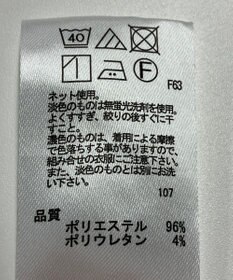 40
F
F63
ネット使用。
淡色のものは無蛍光洗剤を使用。
よくすすぎ、絞りの後すぐに干
すこと。
濃色のものは、着用による摩擦
で色落ちする事がありますので、
組み合せの衣服にご注意下さい。
また、淡色のものと別にお洗
い下さい。
107
品質
ポリエステル 96%
ポリウレタン 4%